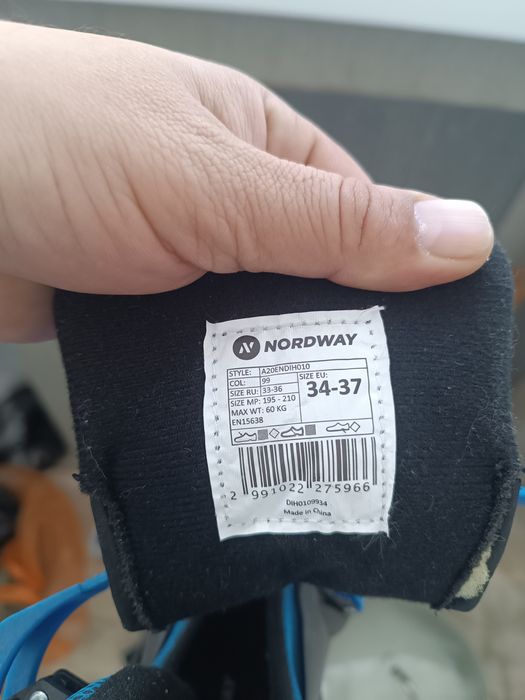 NORDWAY
STYLE: A20ENDIH010
COL: 99
SIZE RU: 33-36
SIZE MP: 195 - 210
MAX WT: 60 KG
EN15638
SIZE EU:
34-37
2 991022 275966
DIH0109934
Made in China